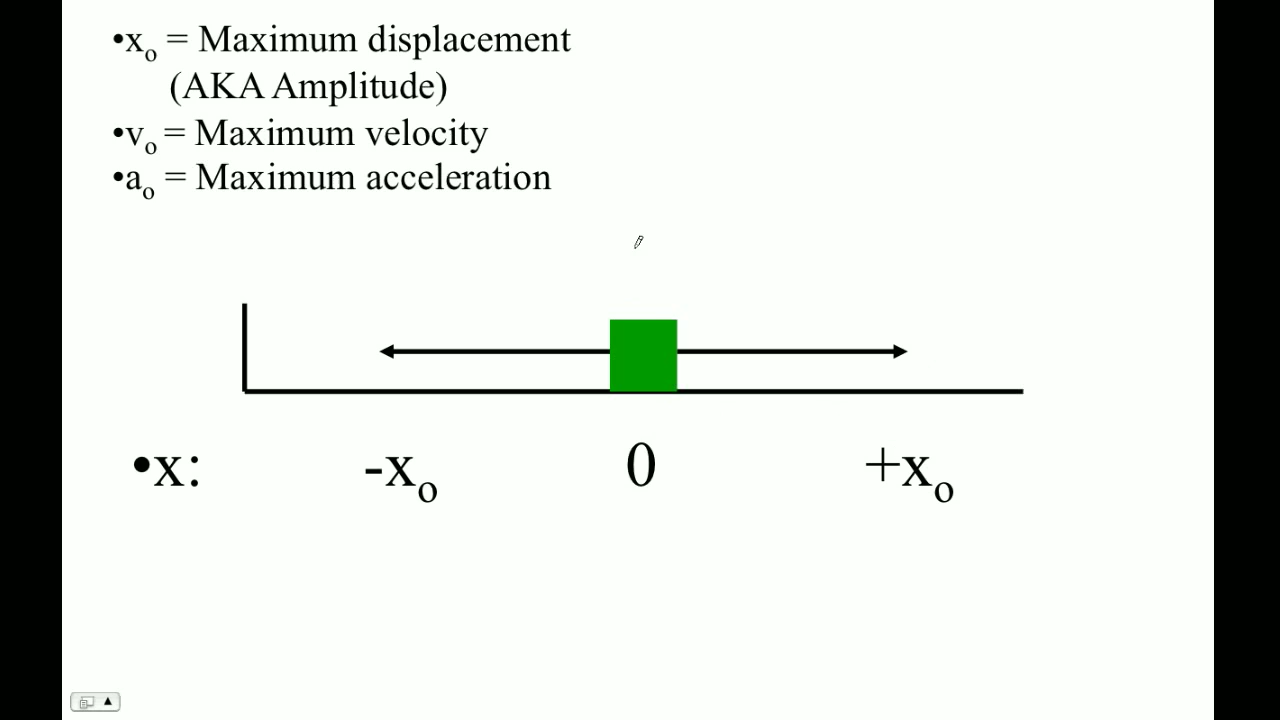 •xₒ = Maximum displacement
(AKA Amplitude)
•vₒ = Maximum velocity
•aₒ = Maximum acceleration
•x: -xₒ 0 +xₒ